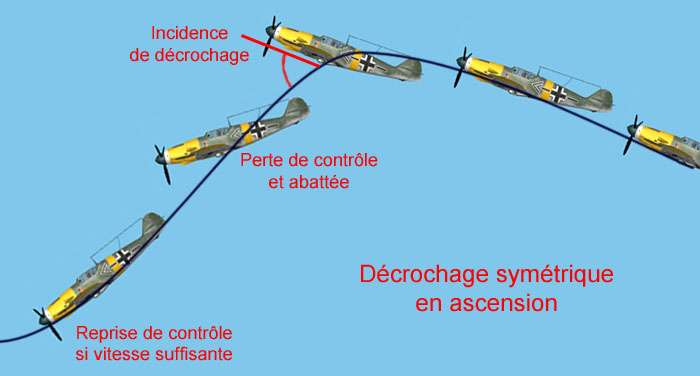 Incidence
de décrochage
Perte de contrôle
et abattée
Décrochage symétrique
en ascension
Reprise de contrôle
si vitesse suffisante